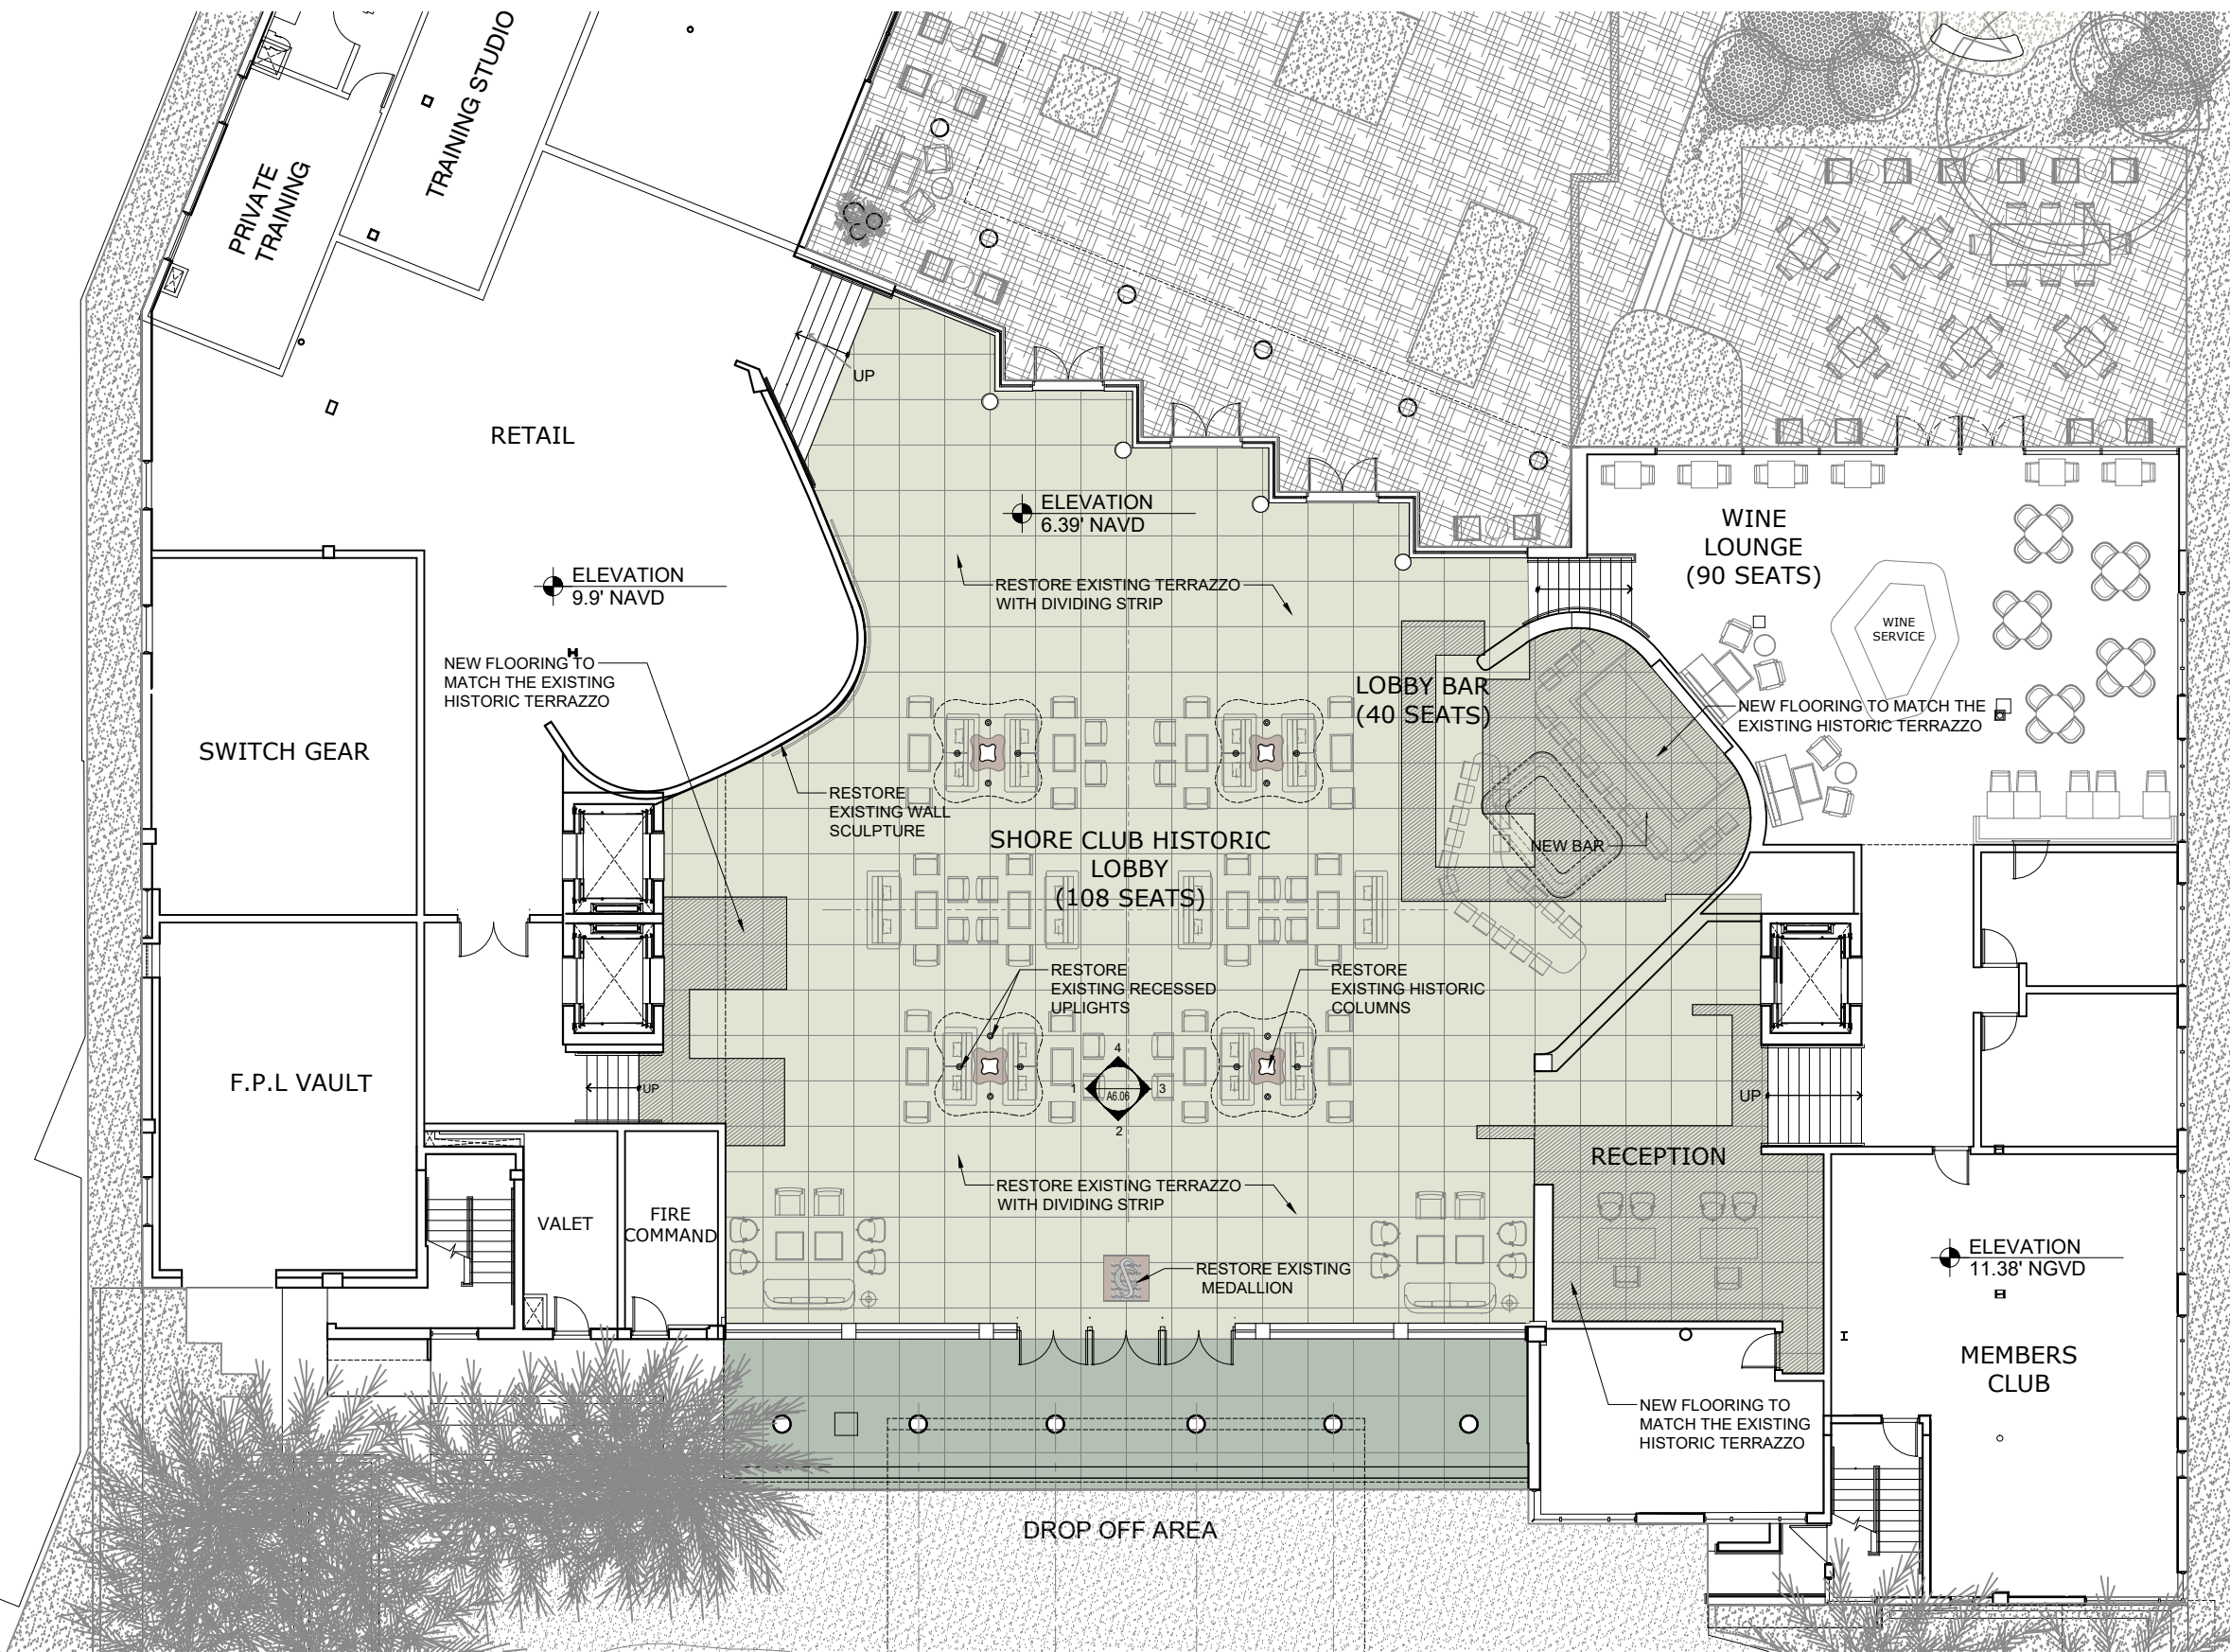 TRAINING STUDIO
PRIVATE
TRAINING
UP
RETAIL
ELEVATION
6.39' NAVD
WINE
LOUNGE
(90 SEATS)
ELEVATION
9.9' NAVD
RESTORE EXISTING TERRAZZO
WITH DIVIDING STRIP
WINE
SERVICE
NEW FLOORING TO
MATCH THE EXISTING
HISTORIC TERRAZZO
LOBBY BAR
(40 SEATS)
NEW FLOORING TO MATCH THE
EXISTING HISTORIC TERRAZZO
SWITCH GEAR
RESTORE
EXISTING WALL
SCULPTURE
SHORE CLUB HISTORIC
LOBBY
(108 SEATS)
NEW BAR
RESTORE
EXISTING RECESSED
UPLIGHTS
RESTORE
EXISTING HISTORIC
COLUMNS
F.P.L VAULT
UP
4
1
3
A6.06
2
UP
RECEPTION
RESTORE EXISTING TERRAZZO
WITH DIVIDING STRIP
VALET
FIRE
COMMAND
RESTORE EXISTING
MEDALLION
ELEVATION
11.38' NGVD
MEMBERS
CLUB
NEW FLOORING TO
MATCH THE EXISTING
HISTORIC TERRAZZO
DROP OFF AREA